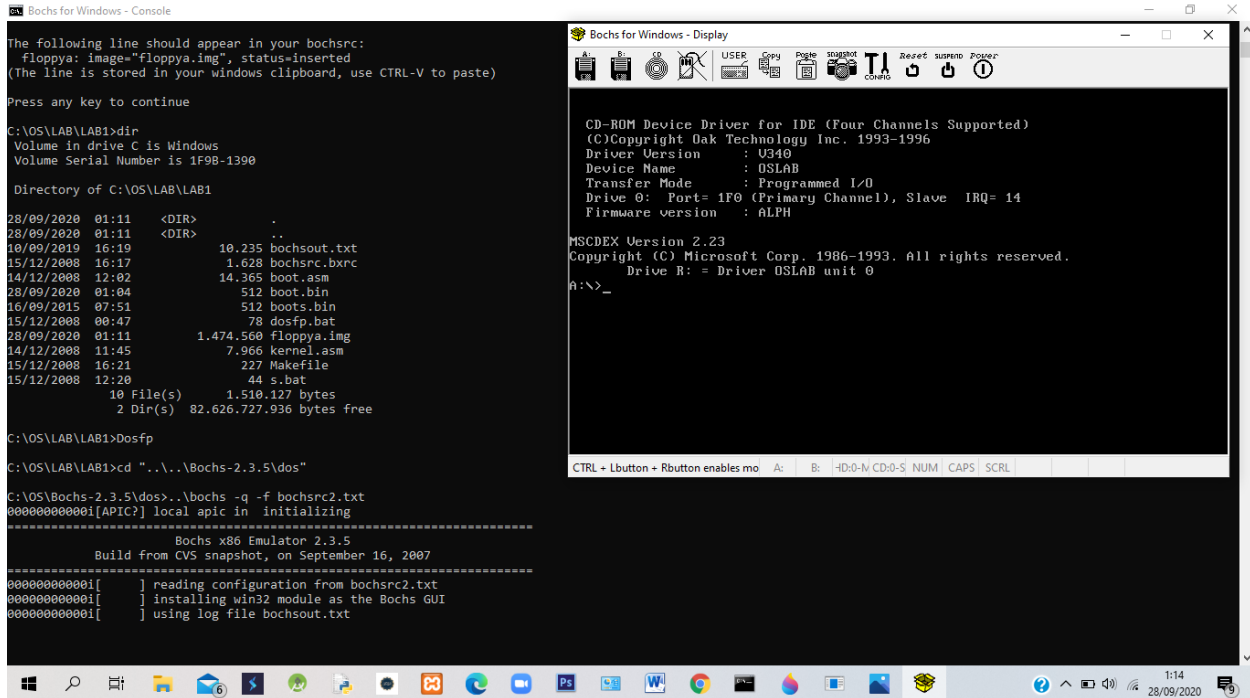 Bochs for Windows - Console
The following line should appear in your bochsrc:
  floppya: image="floppya.img", status=inserted
(The line is stored in your windows clipboard, use CTRL-V to paste)
Press any key to continue
C:\OS\LAB\LAB1>dir
 Volume in drive C is Windows
 Volume Serial Number is 1F9B-1390
 Directory of C:\OS\LAB\LAB1
28/09/2020  01:11    <DIR>          .
28/09/2020  01:11    <DIR>          ..
10/09/2019  16:19            10.235 bochsout.txt
15/12/2008  16:17             1.628 bochsrc.bxrc
14/12/2008  12:02            14.365 boot.asm
28/09/2020  01:04               512 boot.bin
16/09/2015  07:51               512 boots.bin
15/12/2008  00:47                78 dosfp.bat
28/09/2020  01:11         1.474.560 floppya.img
14/12/2008  11:45             7.966 kernel.asm
15/12/2008  16:21               227 Makefile
15/12/2008  12:20                44 s.bat
              10 File(s)      1.510.127 bytes
               2 Dir(s)  82.626.727.936 bytes free
C:\OS\LAB\LAB1>Dosfp
C:\OS\LAB\LAB1>cd "..\..\Bochs-2.3.5\dos"
C:\OS\Bochs-2.3.5\dos>..\bochs -q -f bochsrc2.txt
00000000000i[APIC?] local apic in  initializing
========================================================================
                       Bochs x86 Emulator 2.3.5
            Build from CVS snapshot, on September 16, 2007
========================================================================
00000000000i[     ] reading configuration from bochsrc2.txt
00000000000i[     ] installing win32 module as the Bochs GUI
00000000000i[     ] using log file bochsout.txt
Bochs for Windows - Display
A: B: CD USER Copy Paste snapshot CONFIG Reset SUSPEND Power
CD-ROM Device Driver for IDE (Four Channels Supported)
(C)Copyright Oak Technology Inc. 1993-1996
Driver Version     : V340
Device Name        : OSLAB
Transfer Mode      : Programmed I/O
Drive 0:  Port= 1F0 (Primary Channel), Slave  IRQ= 14
Firmware version   : ALPH
MSCDEX Version 2.23
Copyright (C) Microsoft Corp. 1986-1993. All rights reserved.
       Drive R: = Driver OSLAB unit 0
A:\>_
CTRL + Lbutton + Rbutton enables mo A: B: HD:0-M CD:0-S NUM CAPS SCRL
6 Ps W 1:14
28/09/2020 9